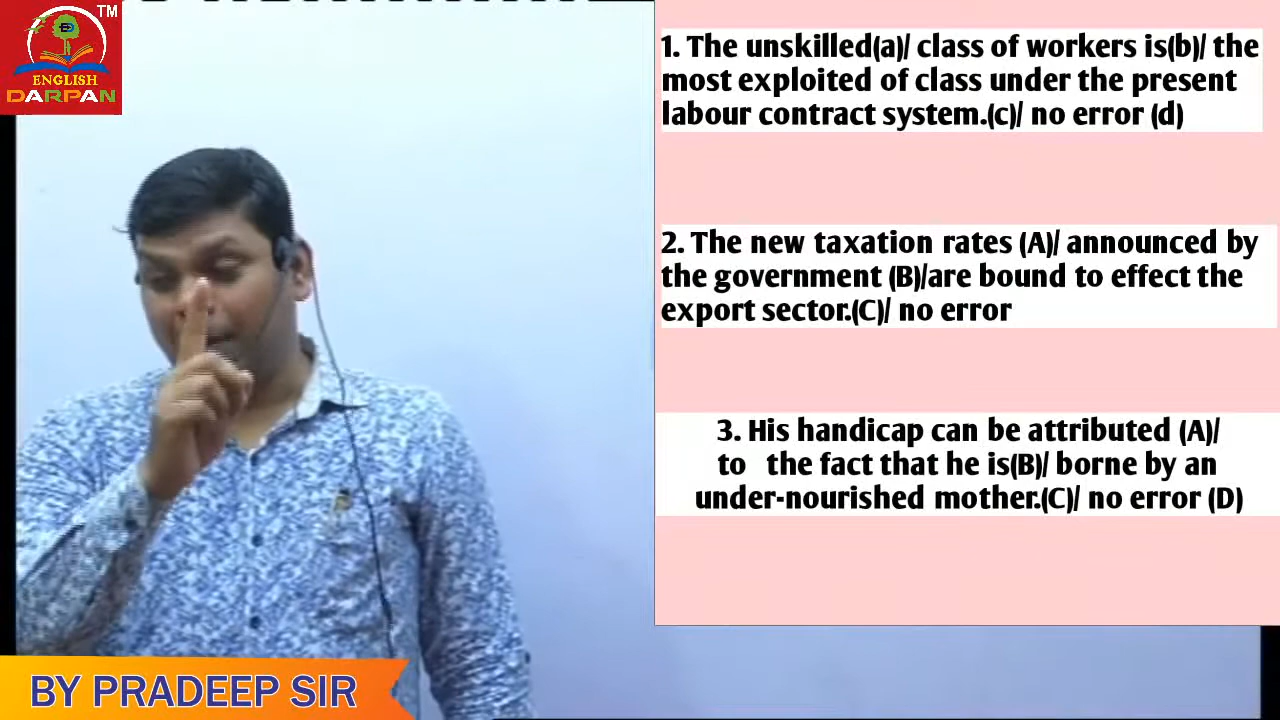 TM
ED
ENGLISH
DARPAN
1. The unskilled(a)/ class of workers is(b)/ the
most exploited of class under the present
labour contract system.(c)/ no error (d)
2. The new taxation rates (A)/ announced by
the government (B)/are bound to effect the
export sector.(C)/ no error
3. His handicap can be attributed (A)/
to the fact that he is(B)/ borne by an
under-nourished mother.(C)/ no error (D)
BY PRADEEP SIR